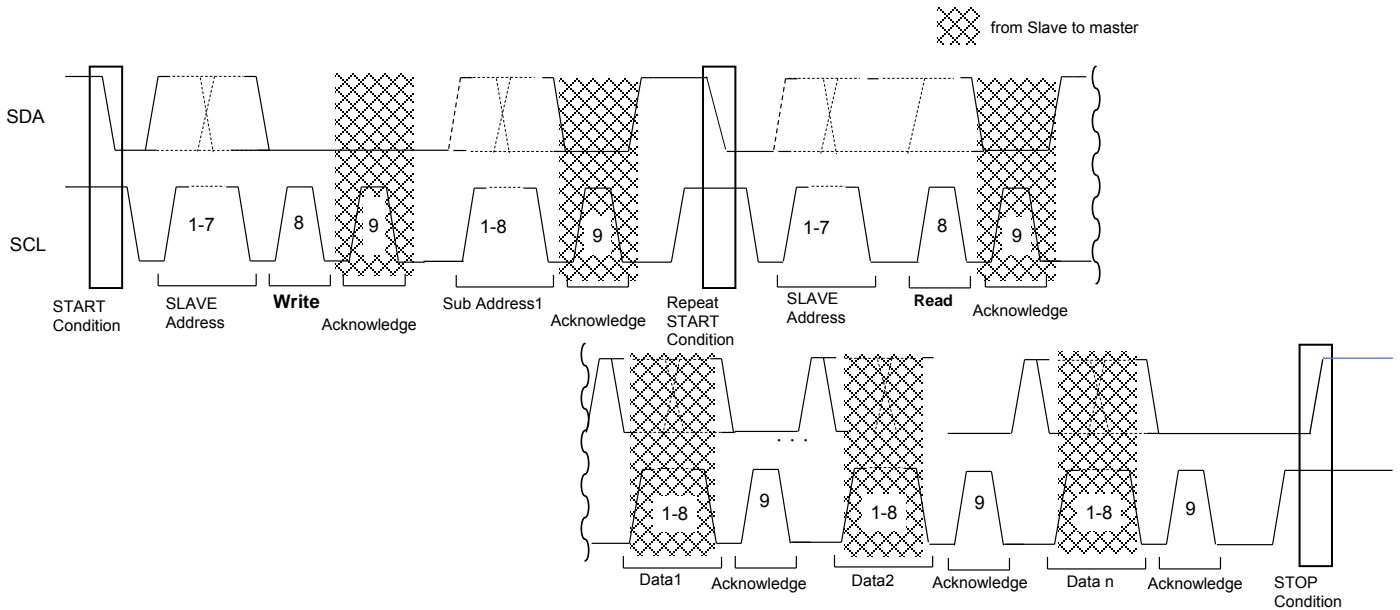 from Slave to master
SDA
SCL
1-7
8
9
1-8
9
1-7
8
9
START
Condition
SLAVE
Address
Write
Acknowledge
Sub Address1
Acknowledge
Repeat
START
Condition
SLAVE
Address
Read
Acknowledge
. . .
1-8
9
1-8
9
1-8
9
Data1
Acknowledge
Data2
Acknowledge
Data n
Acknowledge
STOP
Condition